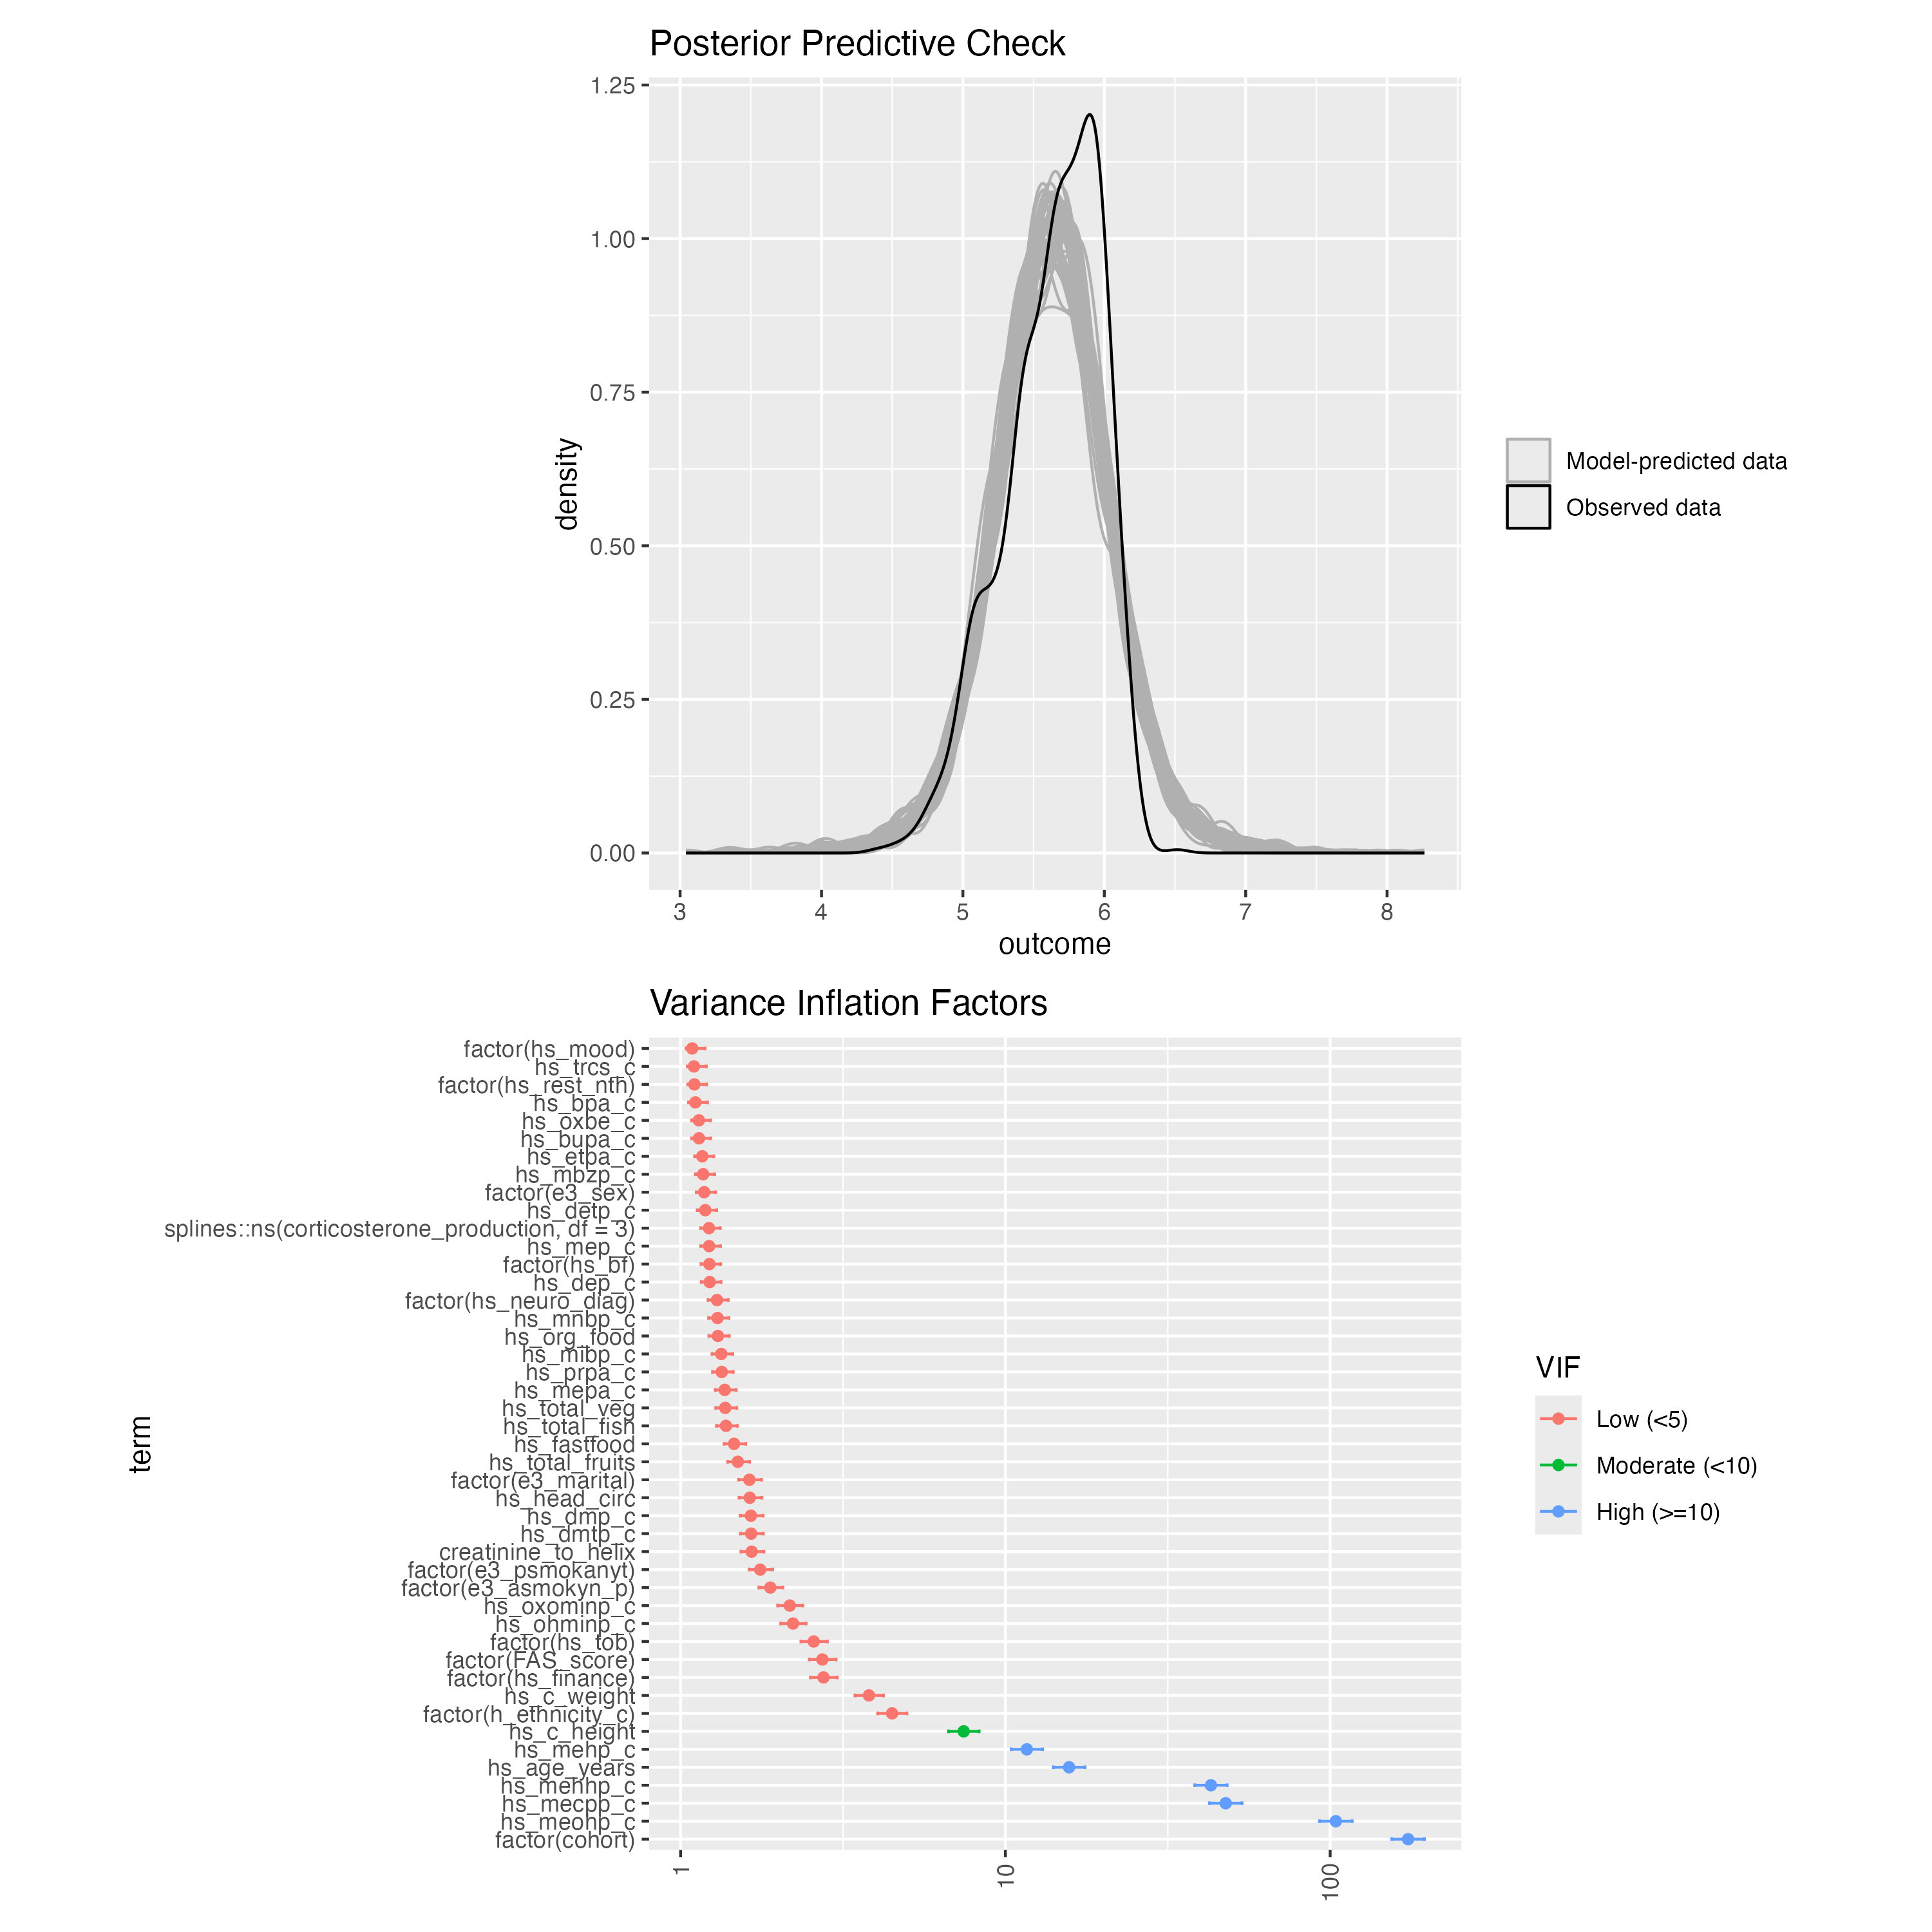 Posterior Predictive Check
1.25
1.00
0.75
0.50
0.25
0.00
density
3 4 5 6 7 8
outcome
Model-predicted data
Observed data
Variance Inflation Factors
factor(hs_mood)
hs_trcs_c
factor(hs_rest_nth)
hs_bpa_c
hs_oxbe_c
hs_bupa_c
hs_etpa_c
hs_mbzp_c
factor(e3_sex)
hs_detp_c
splines::ns(corticosterone_production, df = 3)
hs_mep_c
factor(hs_bf)
hs_dep_c
factor(hs_neuro_diag)
hs_mnbp_c
hs_org_food
hs_mibp_c
hs_prpa_c
hs_mepa_c
hs_total_veg
hs_total_fish
hs_fastfood
hs_total_fruits
factor(e3_marital)
hs_head_circ
hs_dmp_c
hs_dmtp_c
creatinine_to_helix
factor(e3_psmokanyt)
factor(e3_asmokyn_p)
hs_oxominp_c
hs_ohminp_c
factor(hs_tob)
factor(FAS_score)
factor(hs_finance)
hs_c_weight
factor(h_ethnicity_c)
hs_c_height
hs_mehp_c
hs_age_years
hs_mehhp_c
hs_mecpp_c
hs_meohp_c
factor(cohort)
term
1 10 100
VIF
Low (<5)
Moderate (<10)
High (>=10)